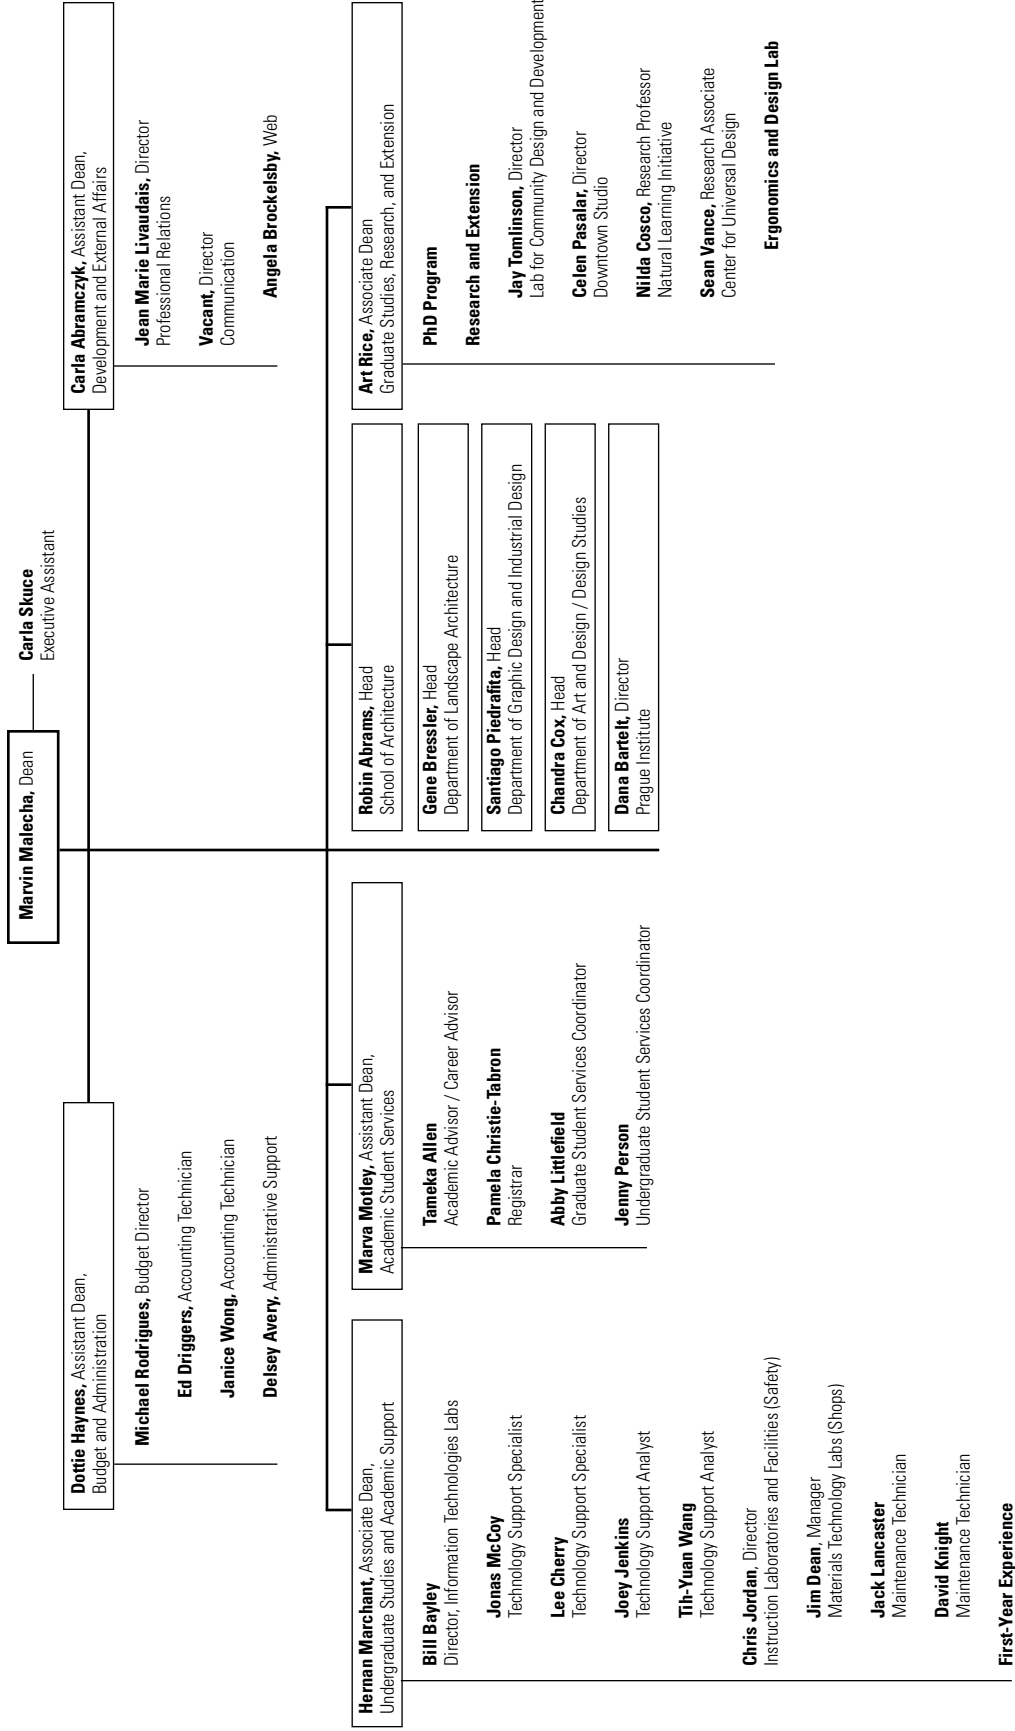 Marvin Malecha, Dean
Carla Skuce
Executive Assistant
Dottie Haynes, Assistant Dean,
Budget and Administration
Michael Rodrigues, Budget Director
Ed Driggers, Accounting Technician
Janice Wong, Accounting Technician
Delsey Avery, Administrative Support
Carla Abramczyk, Assistant Dean,
Development and External Affairs
Jean Marie Livaudais, Director
Professional Relations
Vacant, Director
Communication
Angela Brockelsby, Web
Hernan Marchant, Associate Dean,
Undergraduate Studies and Academic Support
Bill Bayley
Director, Information Technologies Labs
Jonas McCoy
Technology Support Specialist
Lee Cherry
Technology Support Specialist
Joey Jenkins
Technology Support Analyst
Tih-Yuan Wang
Technology Support Analyst
Chris Jordan, Director
Instruction Laboratories and Facilities (Safety)
Jim Dean, Manager
Materials Technology Labs (Shops)
Jack Lancaster
Maintenance Technician
David Knight
Maintenance Technician
First-Year Experience
Marva Motley, Assistant Dean,
Academic Student Services
Tameka Allen
Academic Advisor / Career Advisor
Pamela Christie-Tabron
Registrar
Abby Littlefield
Graduate Student Services Coordinator
Jenny Person
Undergraduate Student Services Coordinator
Robin Abrams, Head
School of Architecture
Gene Bressler, Head
Department of Landscape Architecture
Santiago Piedrafita, Head
Department of Graphic Design and Industrial Design
Chandra Cox, Head
Department of Art and Design / Design Studies
Dana Bartelt, Director
Prague Institute
Art Rice, Associate Dean
Graduate Studies, Research, and Extension
PhD Program
Research and Extension
Jay Tomlinson, Director
Lab for Community Design and Development
Celen Pasalar, Director
Downtown Studio
Nilda Cosco, Research Professor
Natural Learning Initiative
Sean Vance, Research Associate
Center for Universal Design
Ergonomics and Design Lab